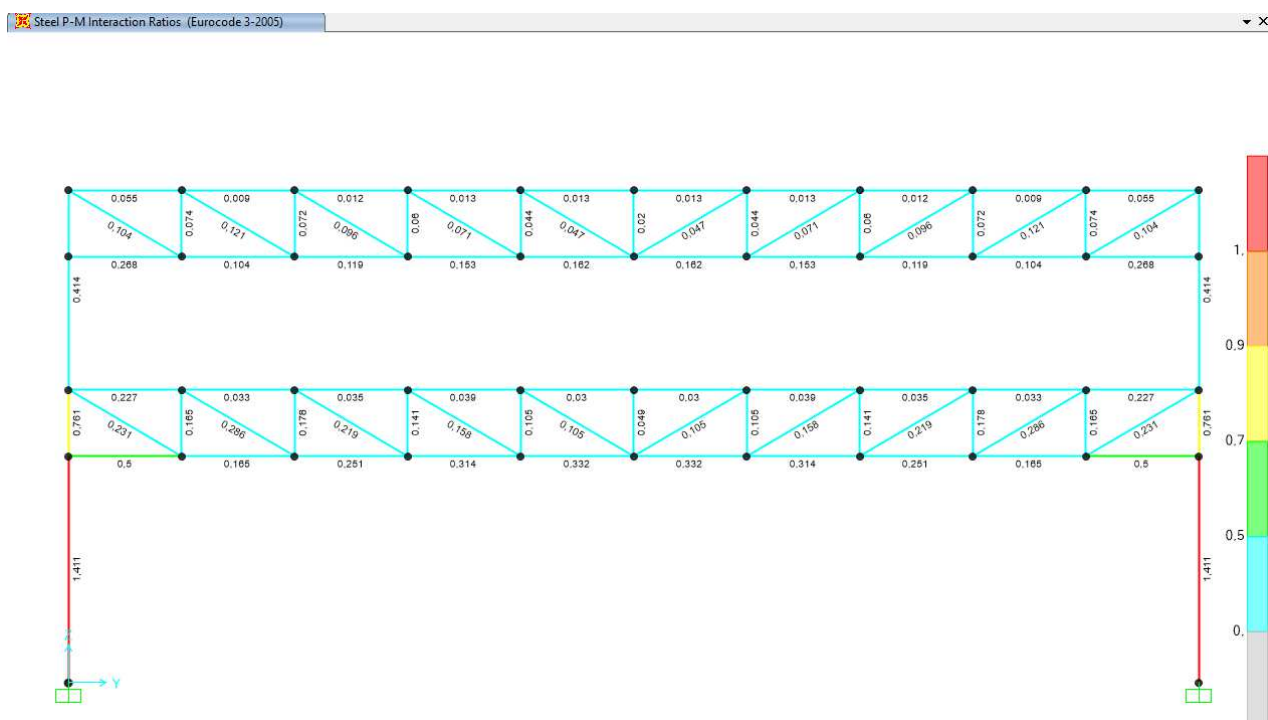 Steel P-M Interaction Ratios (Eurocode 3-2005)
0,055 0,009 0,012 0,013 0,013 0,013 0,013 0,012 0,009 0,055
0,104 0,074 0,121 0,072 0,096 0,06 0,071 0,044 0,047 0,02 0,047 0,044 0,071 0,06 0,096 0,072 0,121 0,074 0,104
0,268 0,104 0,119 0,153 0,162 0,162 0,153 0,119 0,104 0,268
0,414 0,414
0,227 0,033 0,035 0,039 0,03 0,03 0,039 0,035 0,033 0,227
0,761 0,231 0,165 0,286 0,178 0,219 0,141 0,158 0,105 0,105 0,049 0,105 0,105 0,158 0,141 0,219 0,178 0,286 0,165 0,231 0,761
0,5 0,165 0,251 0,314 0,332 0,332 0,314 0,251 0,165 0,5
1,411 1,411
Y
1,
0,9
0,7
0,5
0,